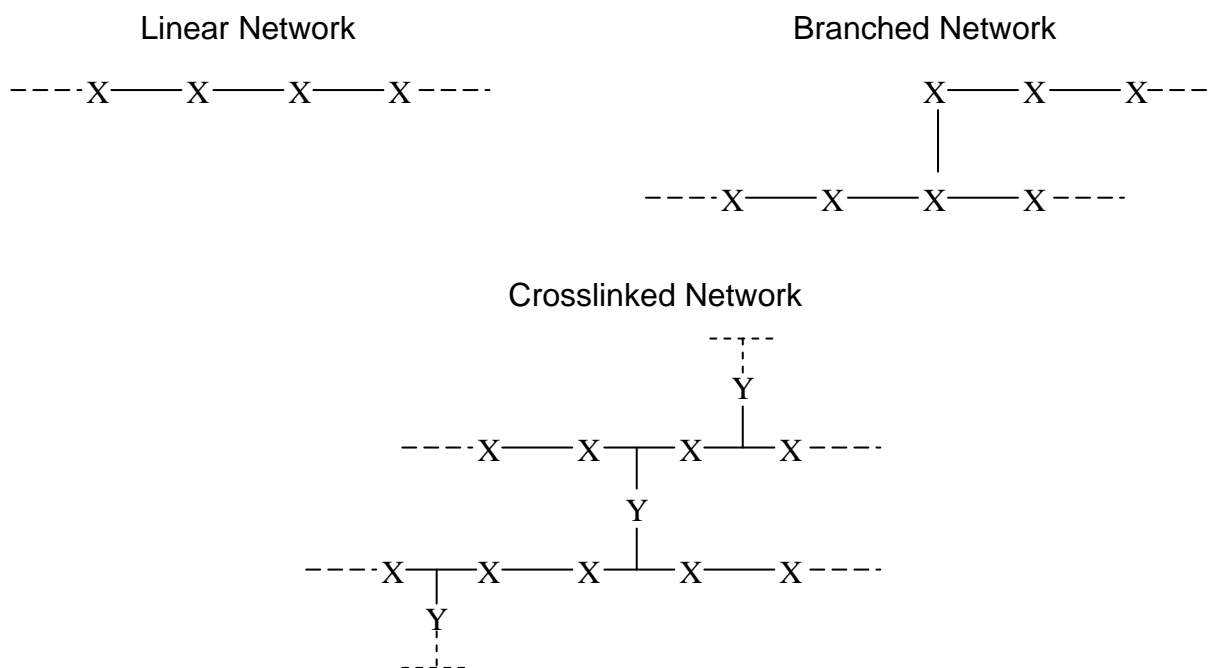 Linear Network
Branched Network
X X X X
X X X
X X X X
Crosslinked Network
Y
X X X X
Y
X X X X X
Y